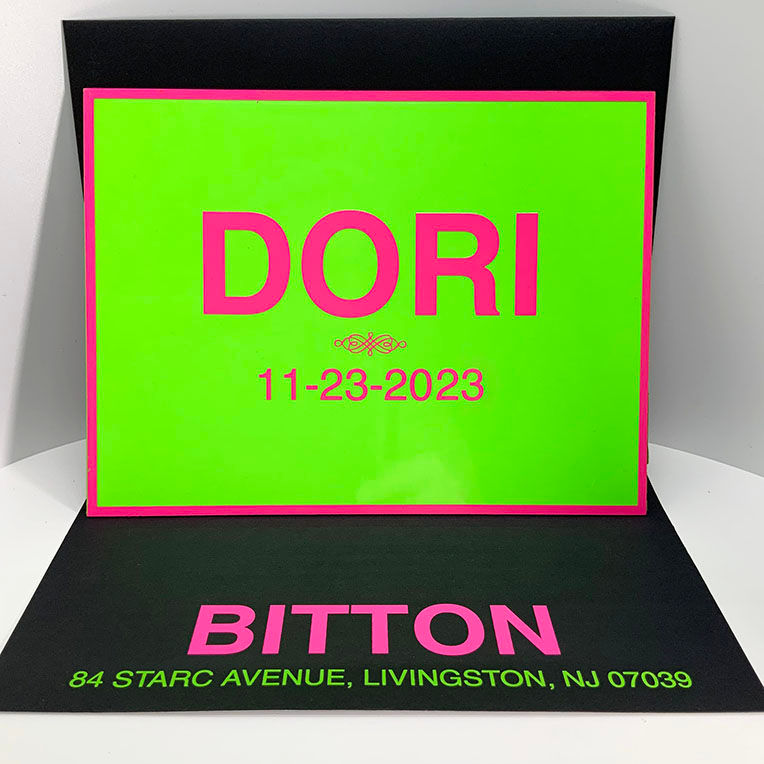 DORI
11-23-2023
BITTON
84 STARC AVENUE, LIVINGSTON, NJ 07039